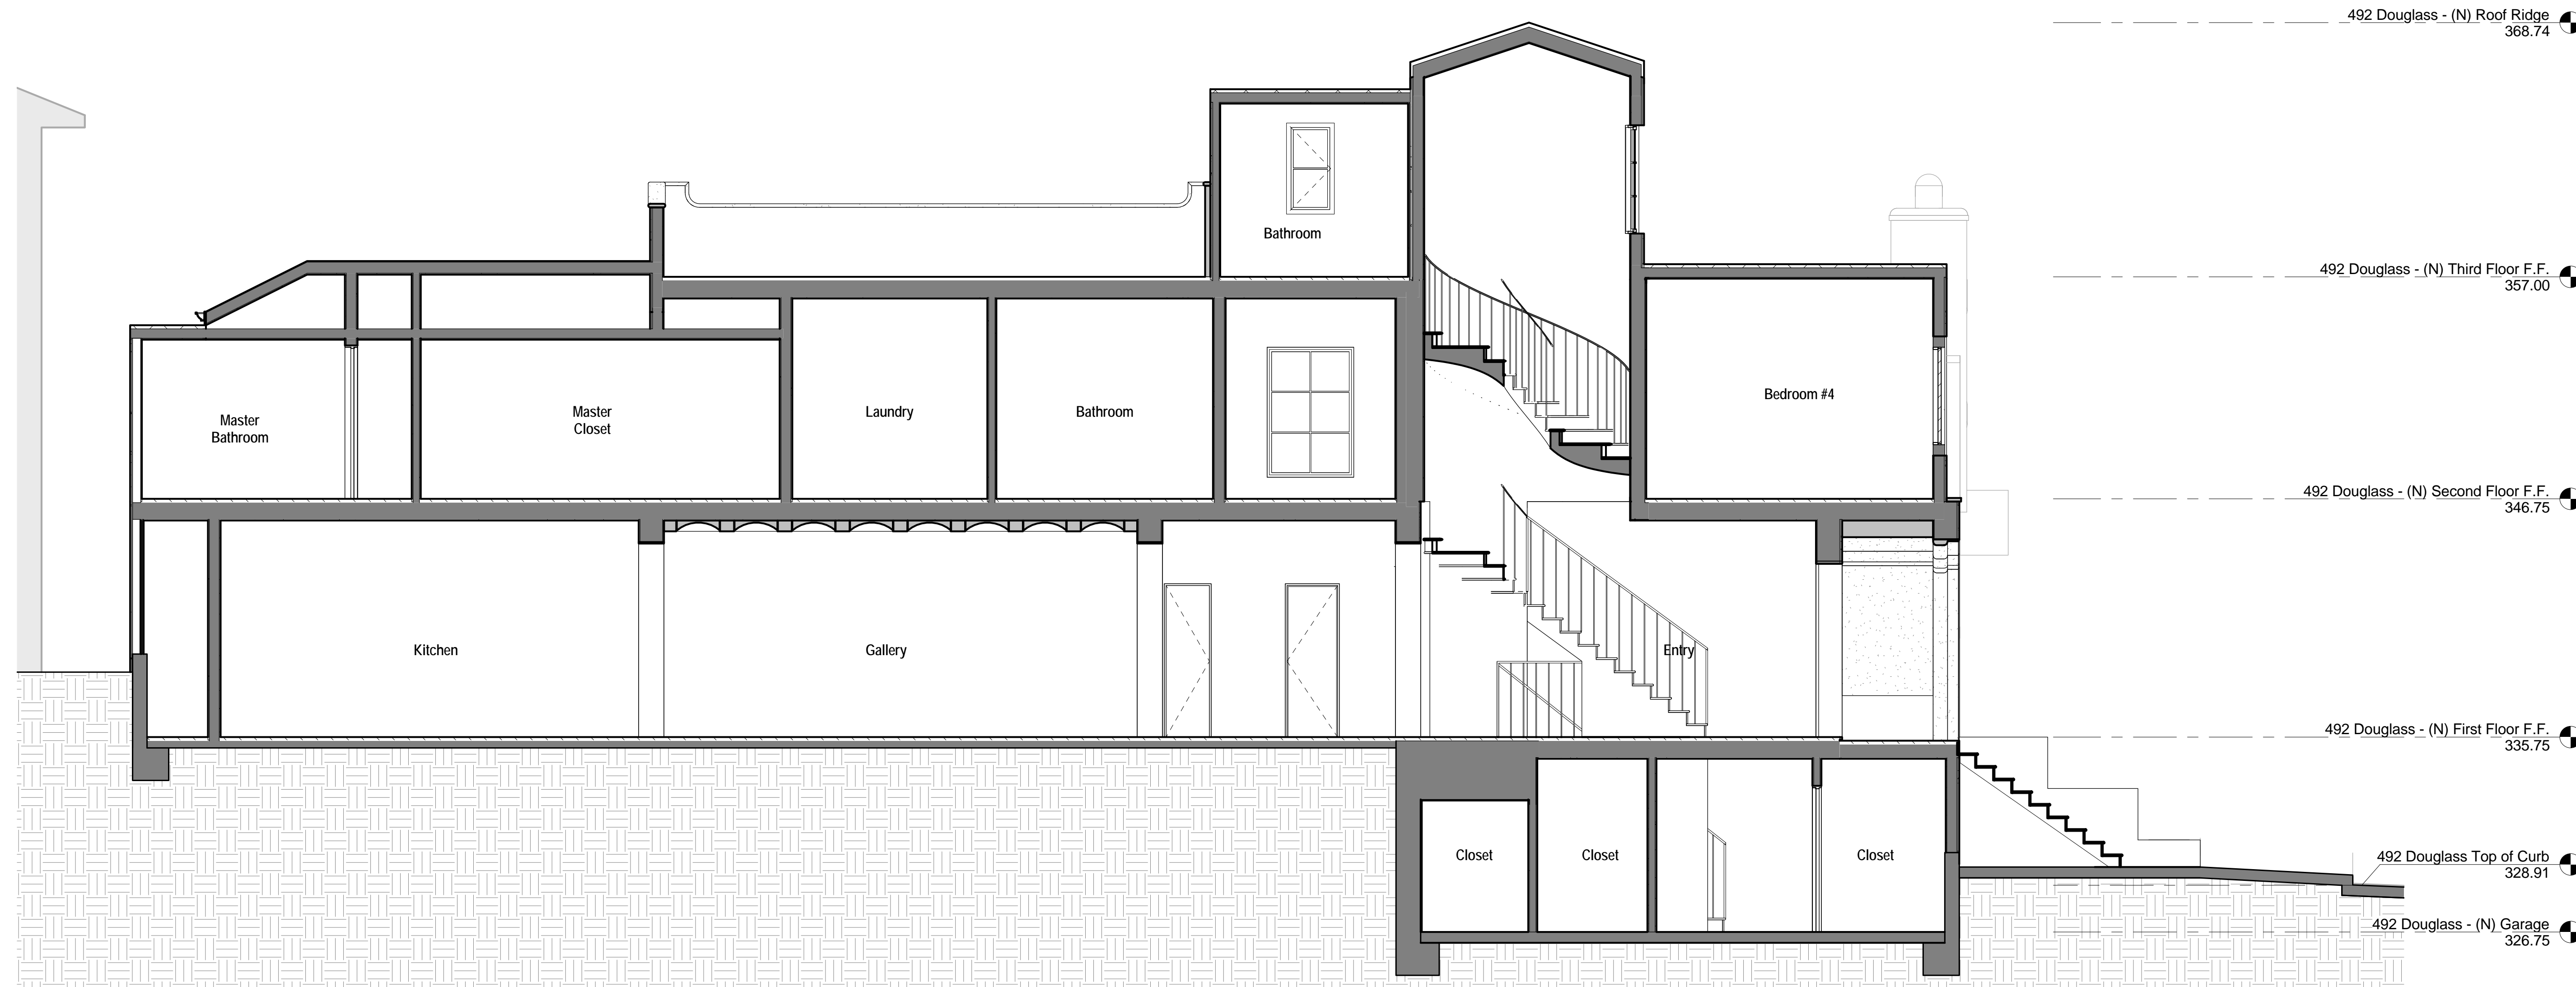 492 Douglass - (N) Roof Ridge
368.74
Bathroom
492 Douglass - (N) Third Floor F.F.
357.00
Master
Bathroom
Master
Closet
Laundry
Bathroom
Bedroom #4
492 Douglass - (N) Second Floor F.F.
346.75
Kitchen
Gallery
Entry
492 Douglass - (N) First Floor F.F.
335.75
Closet
Closet
Closet
492 Douglass Top of Curb
328.91
492 Douglass - (N) Garage
326.75